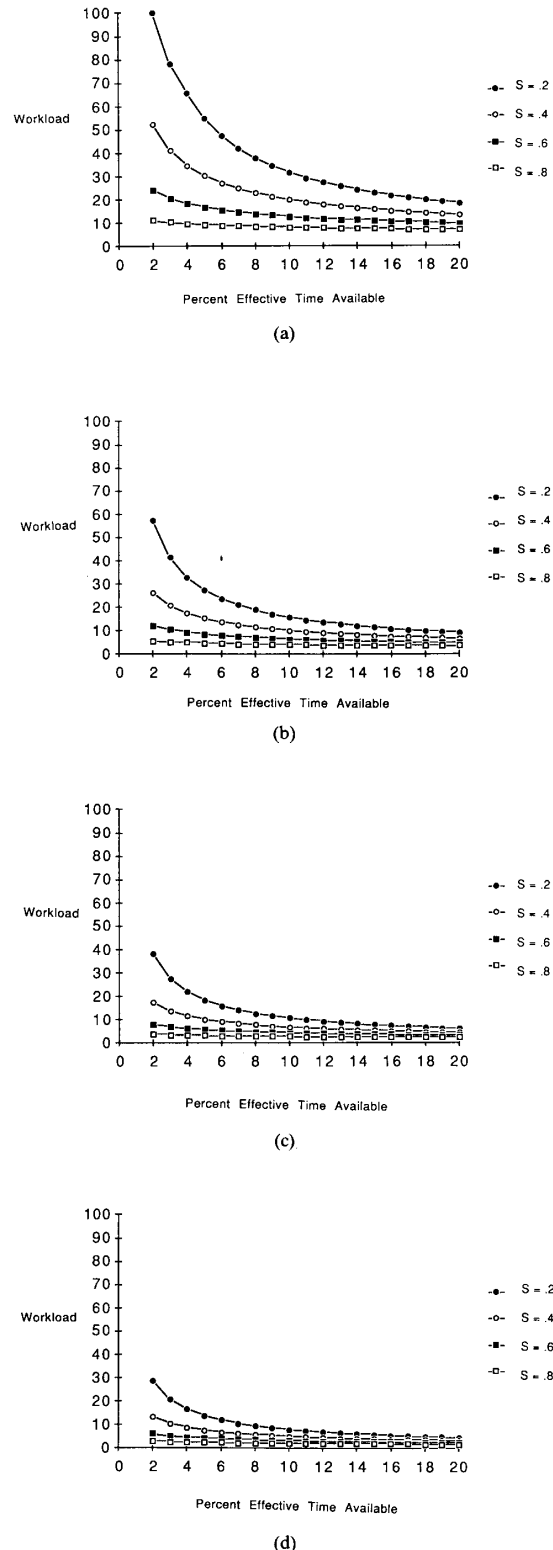 100
90
80
70
60
50
40
30
20
10
0
Workload
0 2 4 6 8 10 12 14 16 18 20
Percent Effective Time Available
S = .2
S = .4
S = .6
S = .8
(a)
100
90
80
70
60
50
40
30
20
10
0
Workload
0 2 4 6 8 10 12 14 16 18 20
Percent Effective Time Available
S = .2
S = .4
S = .6
S = .8
(b)
100
90
80
70
60
50
40
30
20
10
0
Workload
0 2 4 6 8 10 12 14 16 18 20
Percent Effective Time Available
S = .2
S = .4
S = .6
S = .8
(c)
100
90
80
70
60
50
40
30
20
10
0
Workload
0 2 4 6 8 10 12 14 16 18 20
Percent Effective Time Available
S = .2
S = .4
S = .6
S = .8
(d)